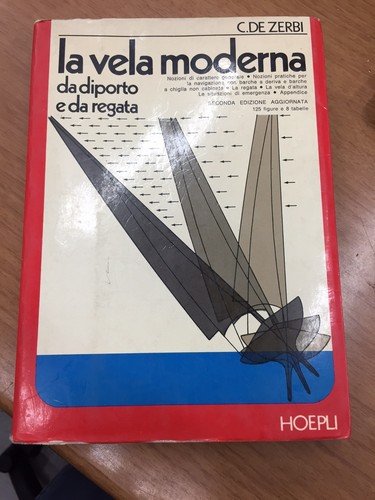 C. DE ZERBI
la vela moderna
da diporto
e da regata
Nozioni di carattere generale • Nozioni pratiche per
la navigazione con barche a deriva e barche
a chiglia non cabinate • La regata • La vela d'altura
Le situazioni di emergenza • Appendice
SECONDA EDIZIONE AGGIORNATA
125 figure e 8 tabelle
HOEPLI